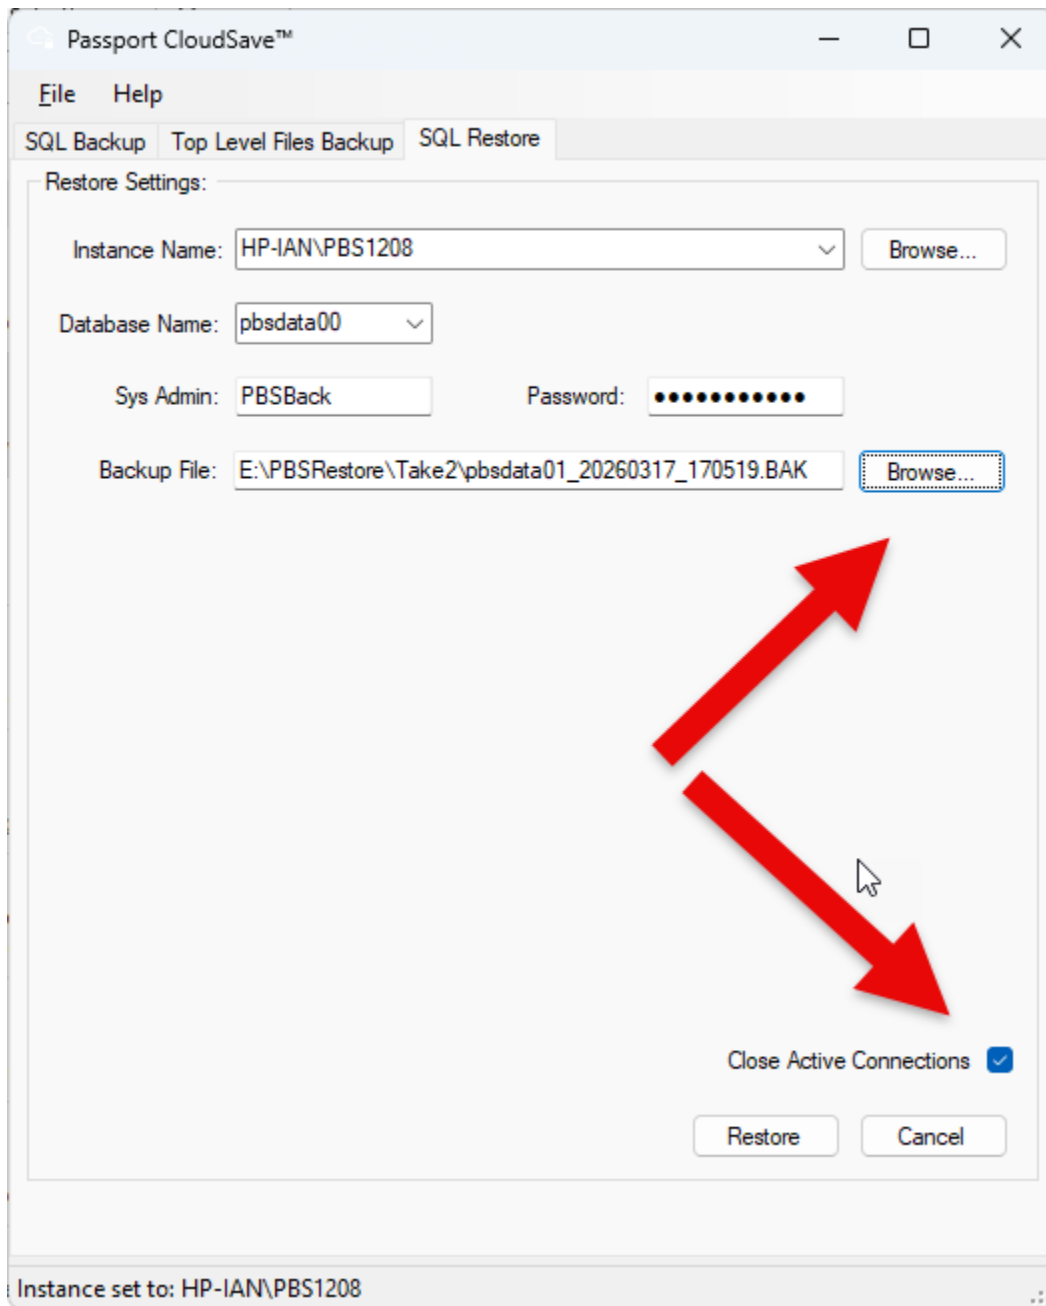 Passport CloudSave™
File Help
SQL Backup Top Level Files Backup SQL Restore
Restore Settings:
Instance Name: HP-IAN\PBS1208 Browse...
Database Name: pbsdata00
Sys Admin: PBSBack Password: ●●●●●●●●●●●
Backup File: E:\PBSRestore\Take2\pbsdata01_20260317_170519.BAK Browse...
Close Active Connections
Restore Cancel
Instance set to: HP-IAN\PBS1208